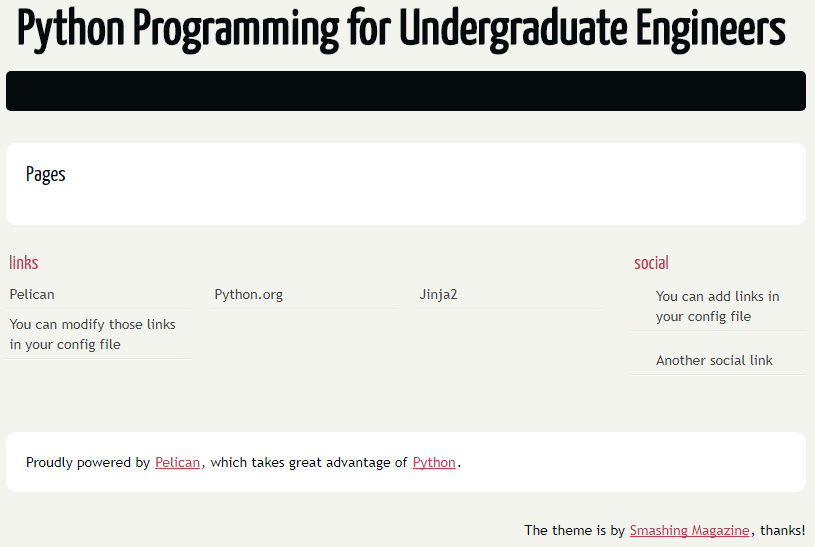 Python Programming for Undergraduate Engineers
Pages
links
Pelican
Python.org
Jinja2
You can modify those links
in your config file
social
You can add links in
your config file
Another social link
Proudly powered by Pelican, which takes great advantage of Python.
The theme is by Smashing Magazine, thanks!